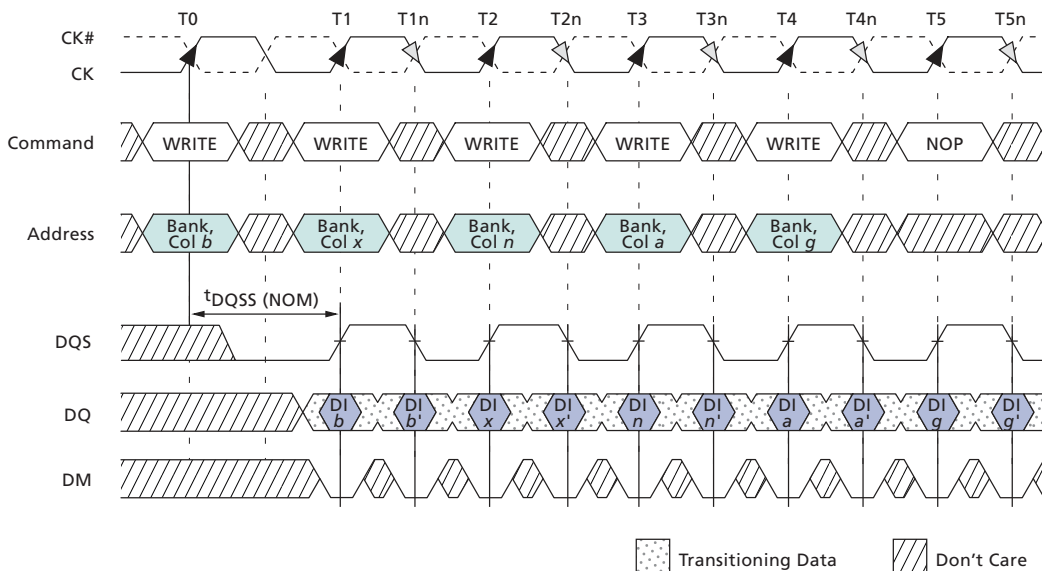 T0 T1 T1n T2 T2n T3 T3n T4 T4n T5 T5n
CK#
CK
Command WRITE WRITE WRITE WRITE WRITE NOP
Address Bank, Col b Bank, Col x Bank, Col n Bank, Col a Bank, Col g
tDQSS (NOM)
DQS
DQ DI b DI b' DI x DI x' DI n DI n' DI a DI a' DI g DI g'
DM
Transitioning Data Don't Care